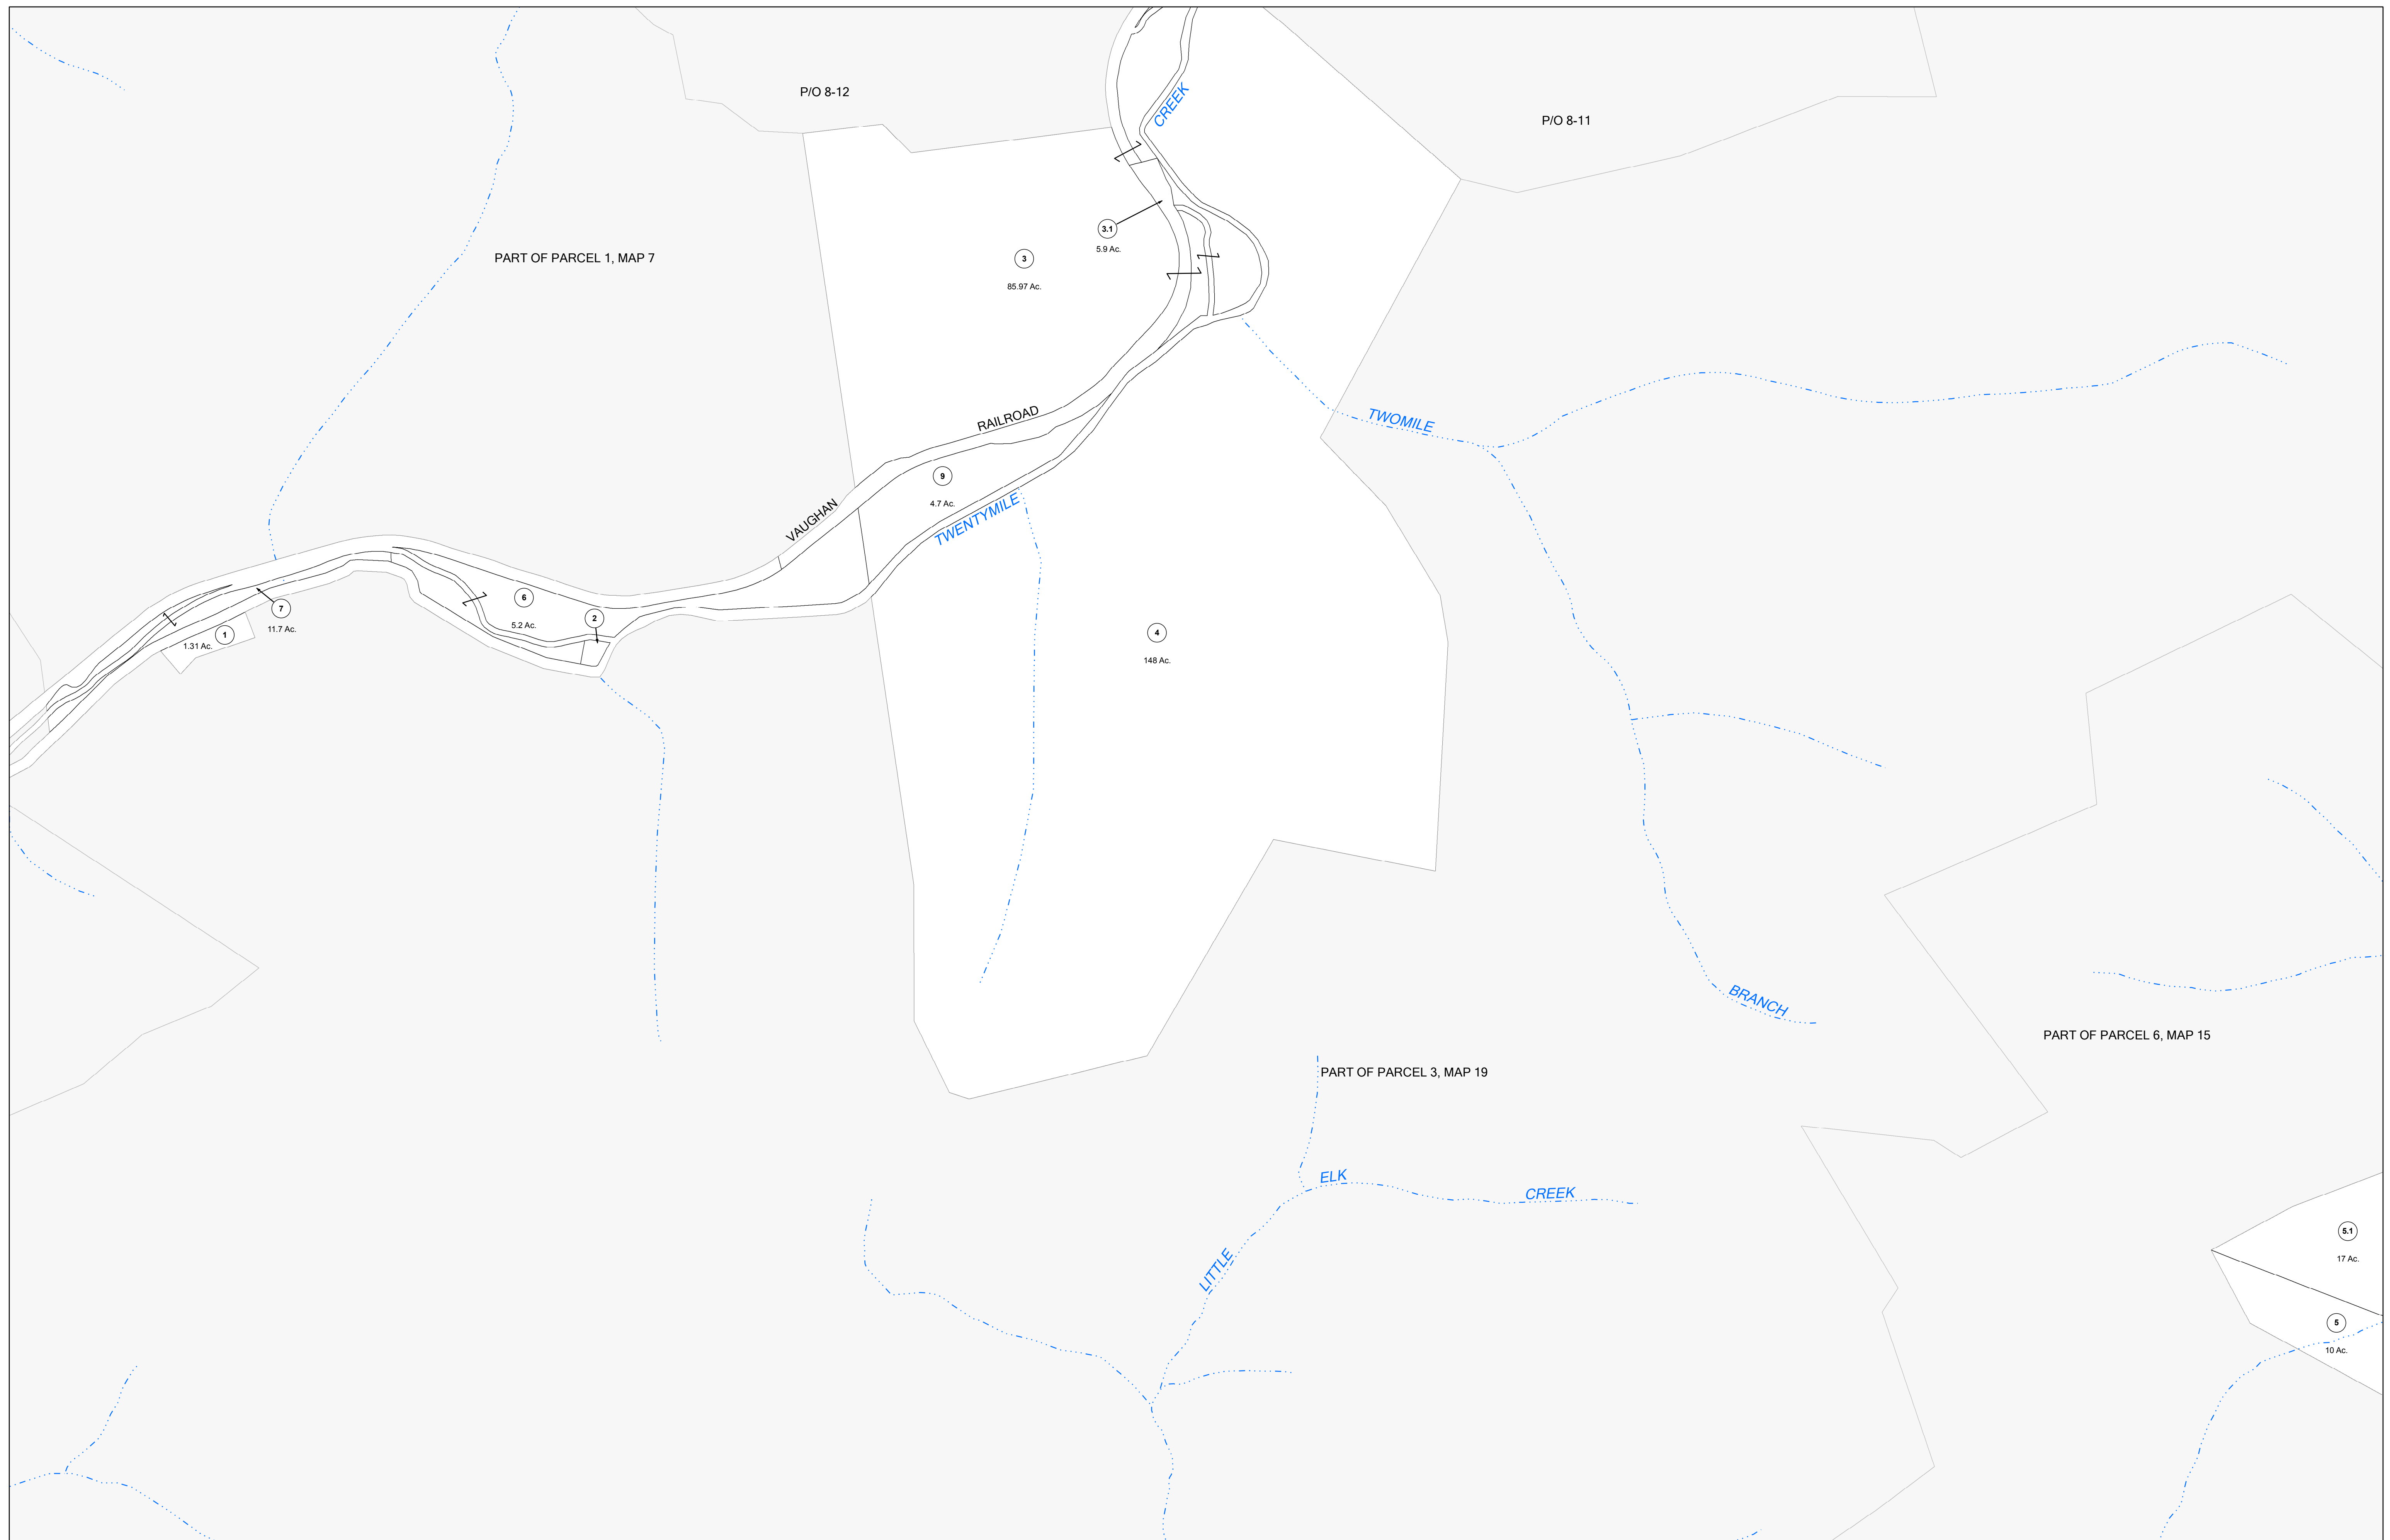 P/O 8-12
CREEK
P/O 8-11
3.1
5.9 Ac.
PART OF PARCEL 1, MAP 7
3
85.97 Ac.
RAILROAD
TWOMILE
9
4.7 Ac.
VAUGHAN
TWENTYMILE
6
5.2 Ac.
7
11.7 Ac.
2
1
1.31 Ac.
4
148 Ac.
BRANCH
PART OF PARCEL 6, MAP 15
PART OF PARCEL 3, MAP 19
ELK
CREEK
LITTLE
5.1
17 Ac.
5
10 Ac.